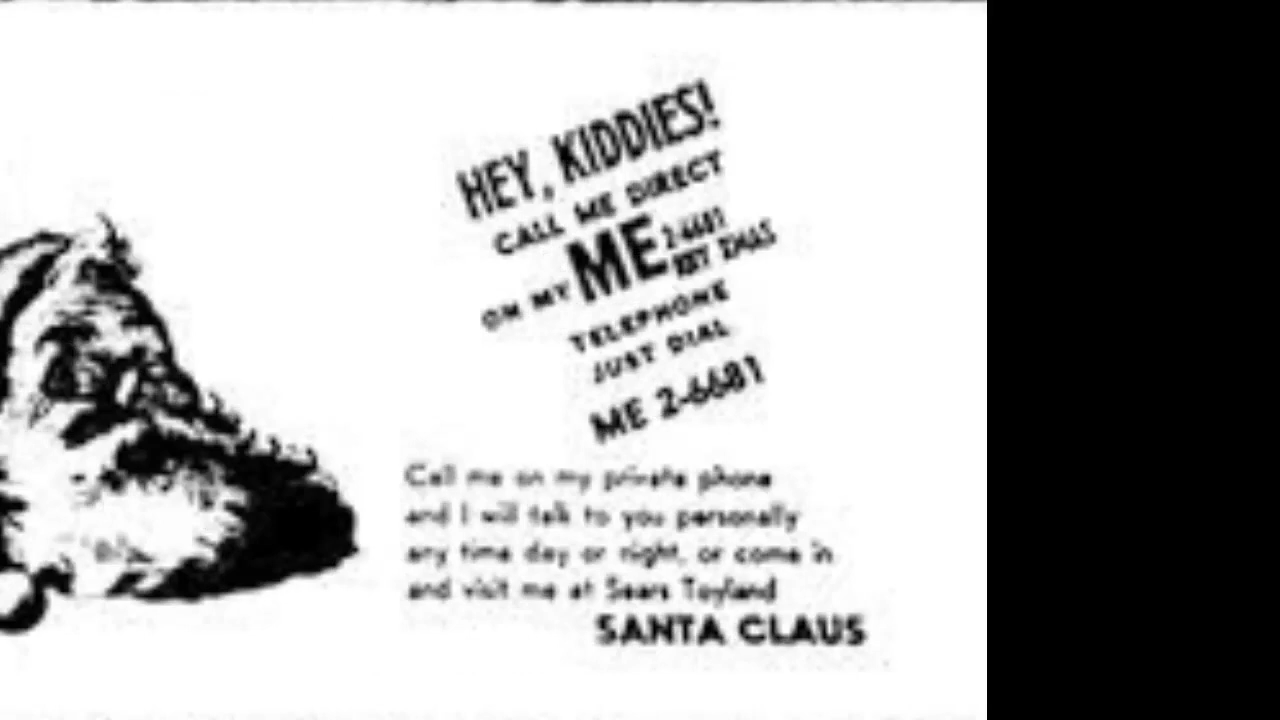 HEY, KIDDIES!
CALL ME DIRECT
ON MY ME 2-6681
TELEPHONE
JUST DIAL
ME 2-6681
Call me on my private phone
and I will talk to you personally
any time day or night, or come in
and visit me at Sears Toyland
SANTA CLAUS